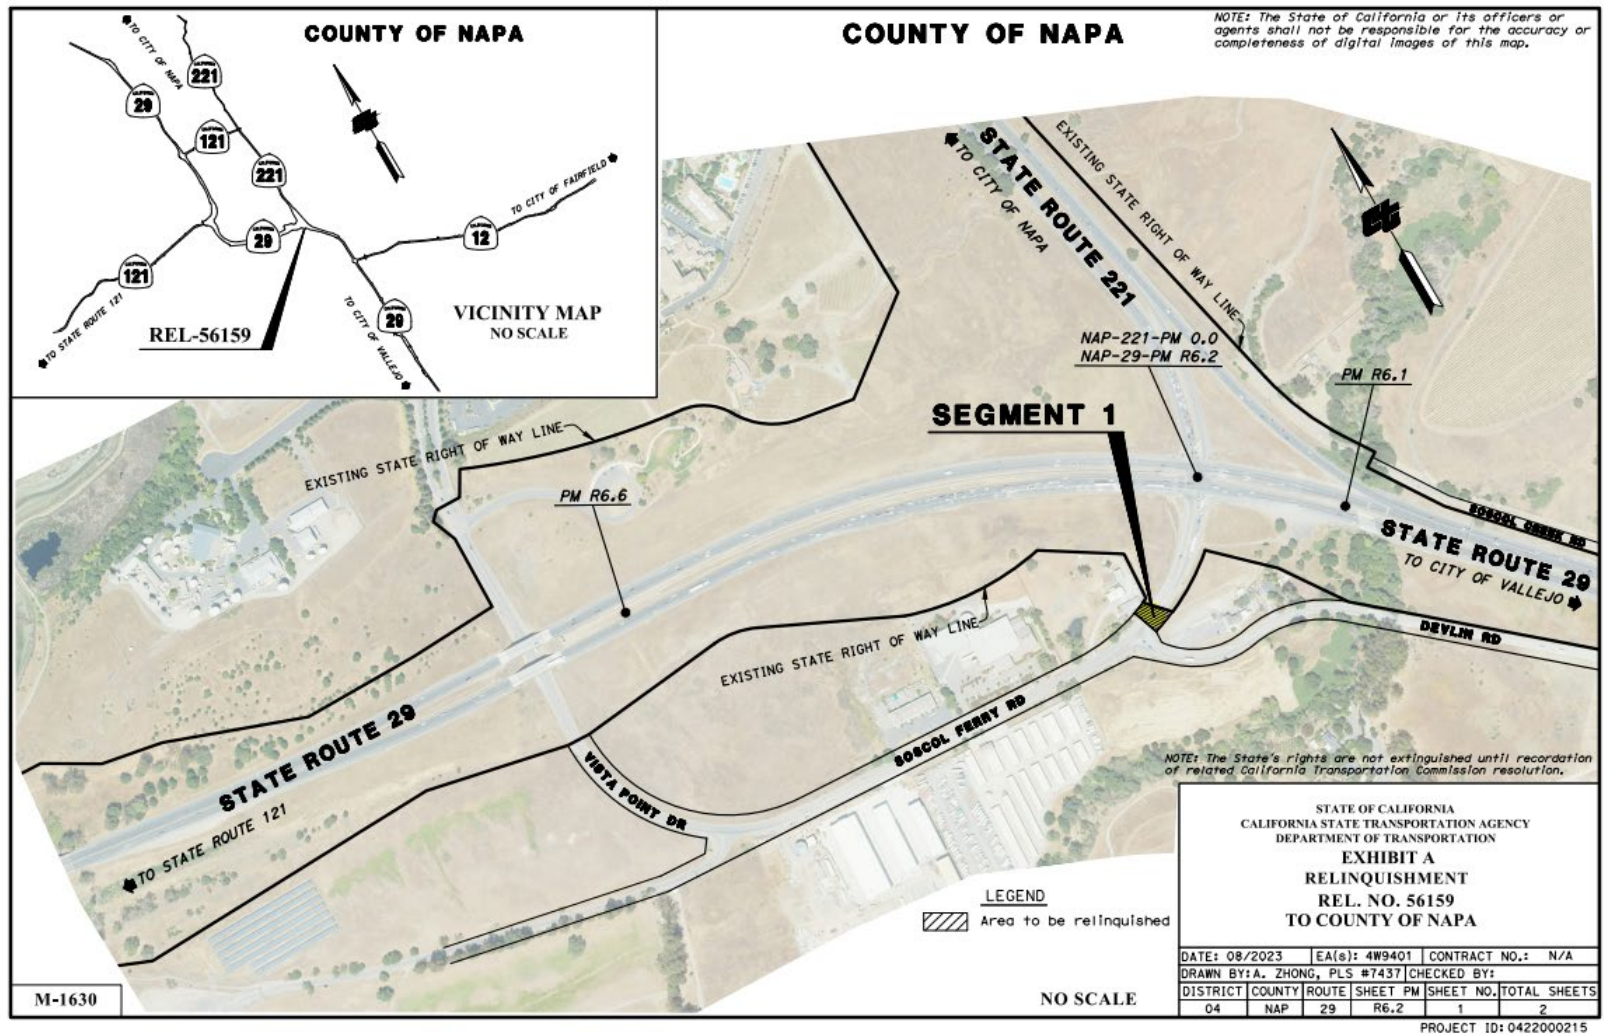 COUNTY OF NAPA
TO CITY OF NAPA
221
29
121
221
29
121
12
29
TO CITY OF FAIRFIELD
TO STATE ROUTE 121
TO CITY OF VALLEJO
REL-56159
VICINITY MAP
NO SCALE
COUNTY OF NAPA
NOTE: The State of California or its officers or
agents shall not be responsible for the accuracy or
completeness of digital images of this map.
STATE ROUTE 221
TO CITY OF NAPA
EXISTING STATE RIGHT OF WAY LINE
NAP-221-PM 0.0
NAP-29-PM R6.2
PM R6.1
SEGMENT 1
EXISTING STATE RIGHT OF WAY LINE
PM R6.6
SOSCOL CREEK RD
STATE ROUTE 29
TO CITY OF VALLEJO
DEVLIN RD
EXISTING STATE RIGHT OF WAY LINE
SOSCOL FERRY RD
STATE ROUTE 29
TO STATE ROUTE 121
VISTA POINT DR
NOTE: The State's rights are not extinguished until recordation
of related California Transportation Commission resolution.
LEGEND
Area to be relinquished
STATE OF CALIFORNIA
CALIFORNIA STATE TRANSPORTATION AGENCY
DEPARTMENT OF TRANSPORTATION
EXHIBIT A
RELINQUISHMENT
REL. NO. 56159
TO COUNTY OF NAPA
DATE: 08/2023 EA(s): 4W9401 CONTRACT NO.: N/A
DRAWN BY: A. ZHONG, PLS #7437 CHECKED BY:
DISTRICT COUNTY ROUTE SHEET PM SHEET NO. TOTAL SHEETS
04 NAP 29 R6.2 1 2
M-1630
NO SCALE
PROJECT ID: 0422000215